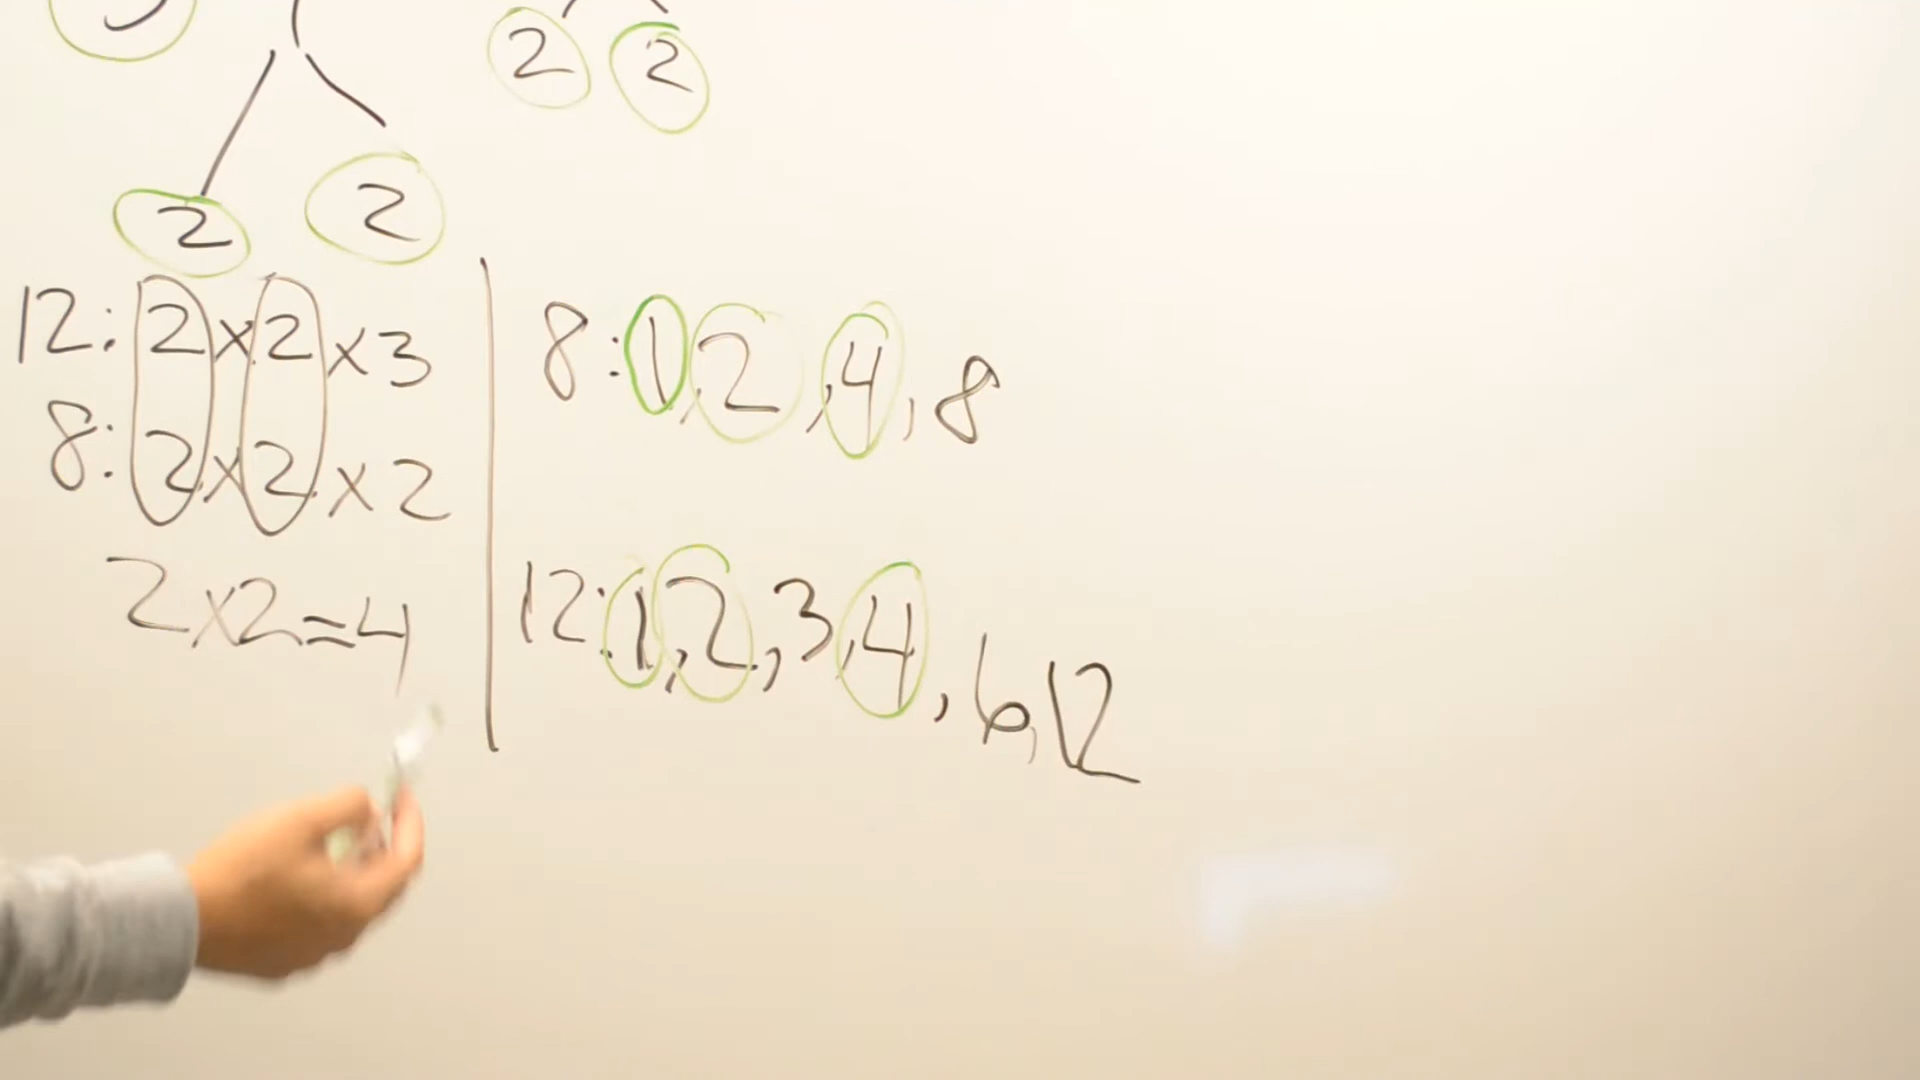 2 2
2 2
12: 2 x 2 x 3
8: 2 x 2 x 2
2 x 2 = 4
8: 1, 2, 4, 8
12: 1, 2, 3, 4, 6, 12